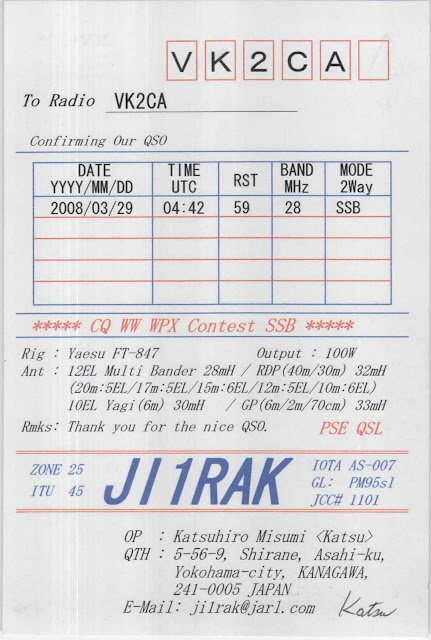 VK2CA
To Radio VK2CA
Confirming Our QSO
DATE YYYY/MM/DD TIME UTC RST BAND MHz MODE 2Way
2008/03/29 04:42 59 28 SSB
***** CQ WW WPX Contest SSB *****
Rig : Yaesu FT-847 Output : 100W
Ant : 12EL Multi Bander 28mH / RDP(40m/30m) 32mH
(20m:5EL/17m:5EL/15m:6EL/12m:5EL/10m:6EL)
10EL Yagi(6m) 30mH / GP(6m/2m/70cm) 33mH
Rmks: Thank you for the nice QSO. PSE QSL
ZONE 25
ITU 45
JI1RAK
IOTA AS-007
GL: PM95sl
JCC# 1101
OP : Katsuhiro Misumi <Katsu>
QTH : 5-56-9, Shirane, Asahi-ku,
Yokohama-city, KANAGAWA,
241-0005 JAPAN
E-Mail: ji1rak@jarl.com Katsu